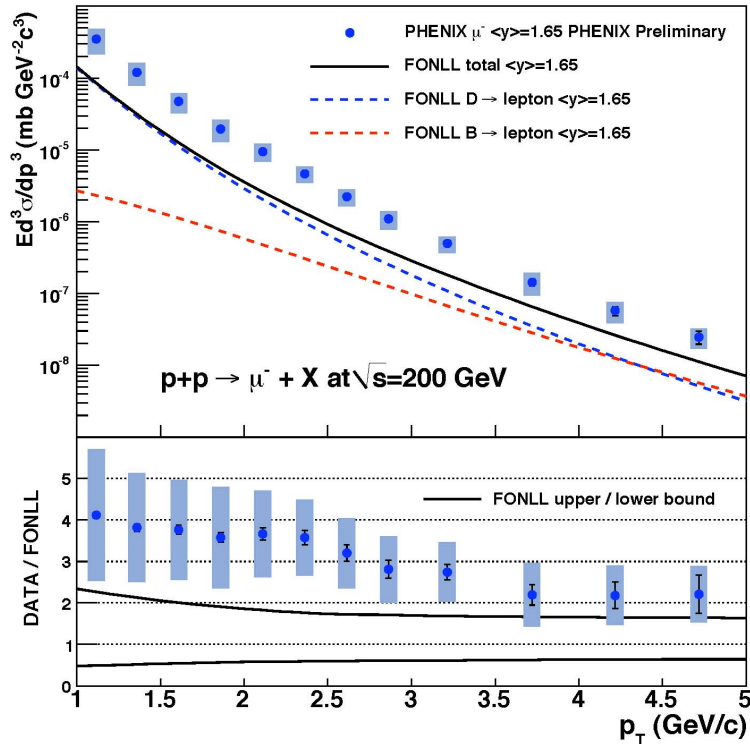 PHENIX μ⁻ <y>=1.65 PHENIX Preliminary
FONLL total <y>=1.65
FONLL D → lepton <y>=1.65
FONLL B → lepton <y>=1.65
Ed³σ/dp³ (mb GeV⁻²c³)
10⁻⁴
10⁻⁵
10⁻⁶
10⁻⁷
10⁻⁸
p+p → μ⁻ + X at √s=200 GeV
FONLL upper / lower bound
DATA / FONLL
5
4
3
2
1
0
1 1.5 2 2.5 3 3.5 4 4.5 5
p_T (GeV/c)